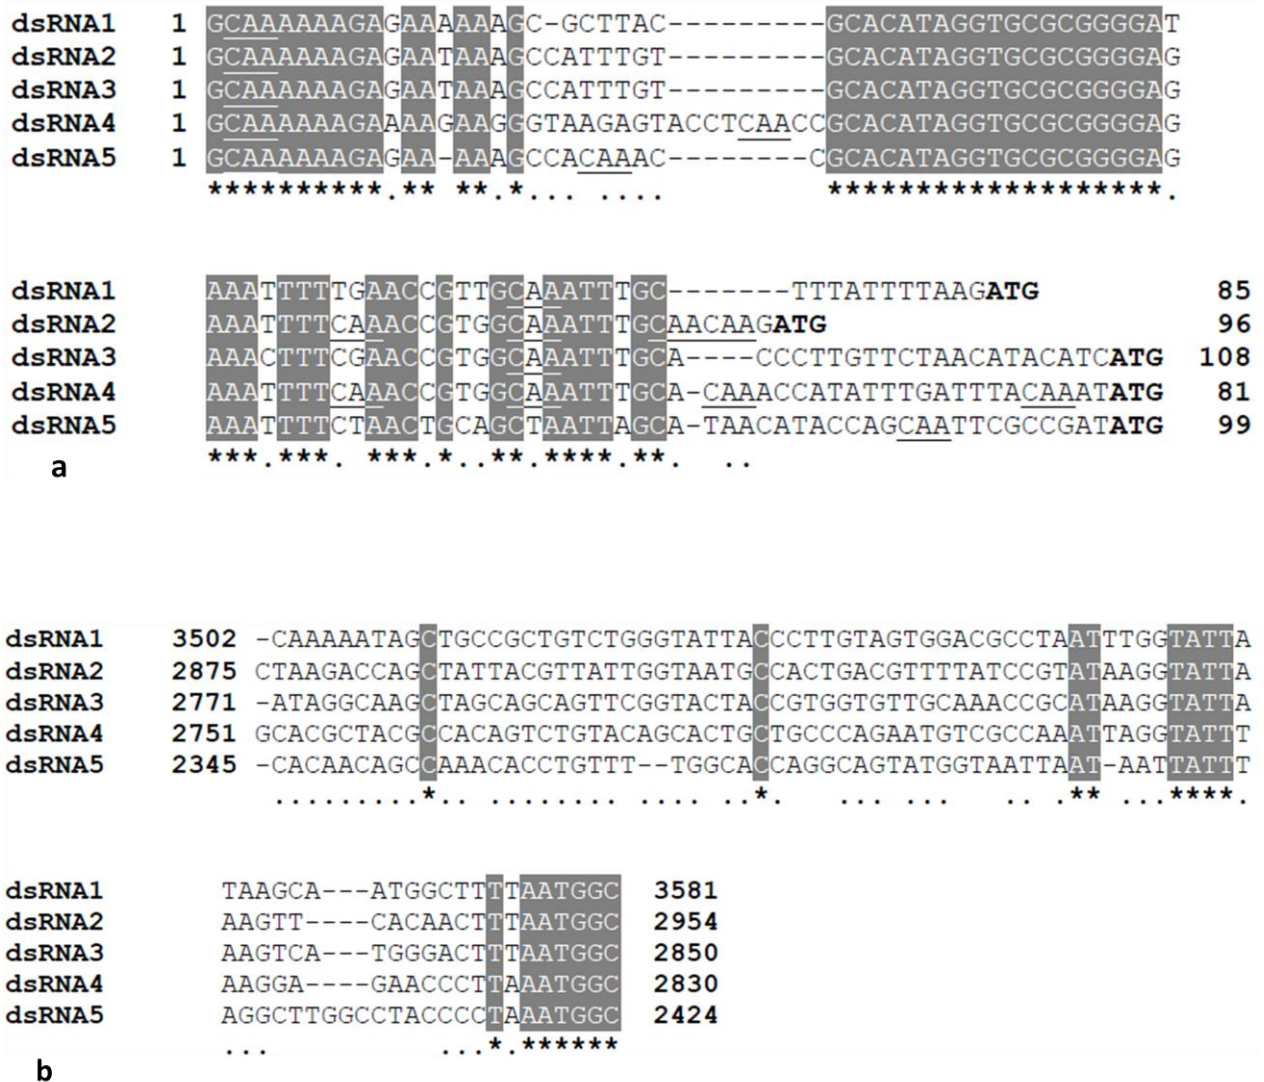 dsRNA1 1 GCAAAAAAGAGAAAAAAGC-GCTTAC---------GCACATAGGTGCGCGGGGAT
dsRNA2 1 GCAAAAAAGAGAATAAAGCCATTTGT---------GCACATAGGTGCGCGGGGAG
dsRNA3 1 GCAAAAAAGAGAATAAAGCCATTTGT---------GCACATAGGTGCGCGGGGAG
dsRNA4 1 GCAAAAAAGAAAAGAAGGGTAAGAGTACCTCAACCGCACATAGGTGCGCGGGGAG
dsRNA5 1 GCAAAAAAGAGAA-AAAGCCACAAAC--------CGCACATAGGTGCGCGGGGAG
**********.** **.*... .... *******************.
dsRNA1 AAATTTTTGAACCGTTGCAAATTTGC-------TTTATTTTAAGATG 85
dsRNA2 AAATTTTCAAACCGTGGCAAATTTGCAACAAGATG 96
dsRNA3 AAACTTTCGAACCGTGGCAAATTTGCA----CCCTTGTTCTAACATACATCATG 108
dsRNA4 AAATTTTCAAACCGTGGCAAATTTGCA-CAAACCATATTTGATTTACAAATATG 81
dsRNA5 AAATTTTCTAACTGCAGCTAATTAGCA-TAACATACCAGCAATTCGCCGATATG 99
***.***. ***.*..**.****.**. ..
a
dsRNA1 3502 -CAAAAATAGCTGCCGCTGTCTGGGTATTACCCTTGTAGTGGACGCCTAATTTGGTATTA
dsRNA2 2875 CTAAGACCAGCTATTACGTTATTGGTAATGCCACTGACGTTTTATCCGTATAAGGTATTA
dsRNA3 2771 -ATAGGCAAGCTAGCAGCAGTTCGGTACTACCGTGGTGTTGCAAACCGCATAAGGTATTA
dsRNA4 2751 GCACGCTACGCCACAGTCTGTACAGCACTGCTGCCCAGAATGTCGCCAAATTAGGTATTT
dsRNA5 2345 -CACAACAGCCAAACACCTGTTT--TGGCACCAGGCAGTATGGTAATTAAT-AATTATTT
.........*.. ........ .... ..*. ... ... .. .** ...****.
dsRNA1 TAAGCA---ATGGCTTTTAATGGC 3581
dsRNA2 AAGTT----CACAACTTTAATGGC 2954
dsRNA3 AAGTCA---TGGGACTTTAATGGC 2850
dsRNA4 AAGGA----GAACCCTTAAATGGC 2830
dsRNA5 AGGCTTGGCCTACCCCTAAATGGC 2424
... ...*.******
b